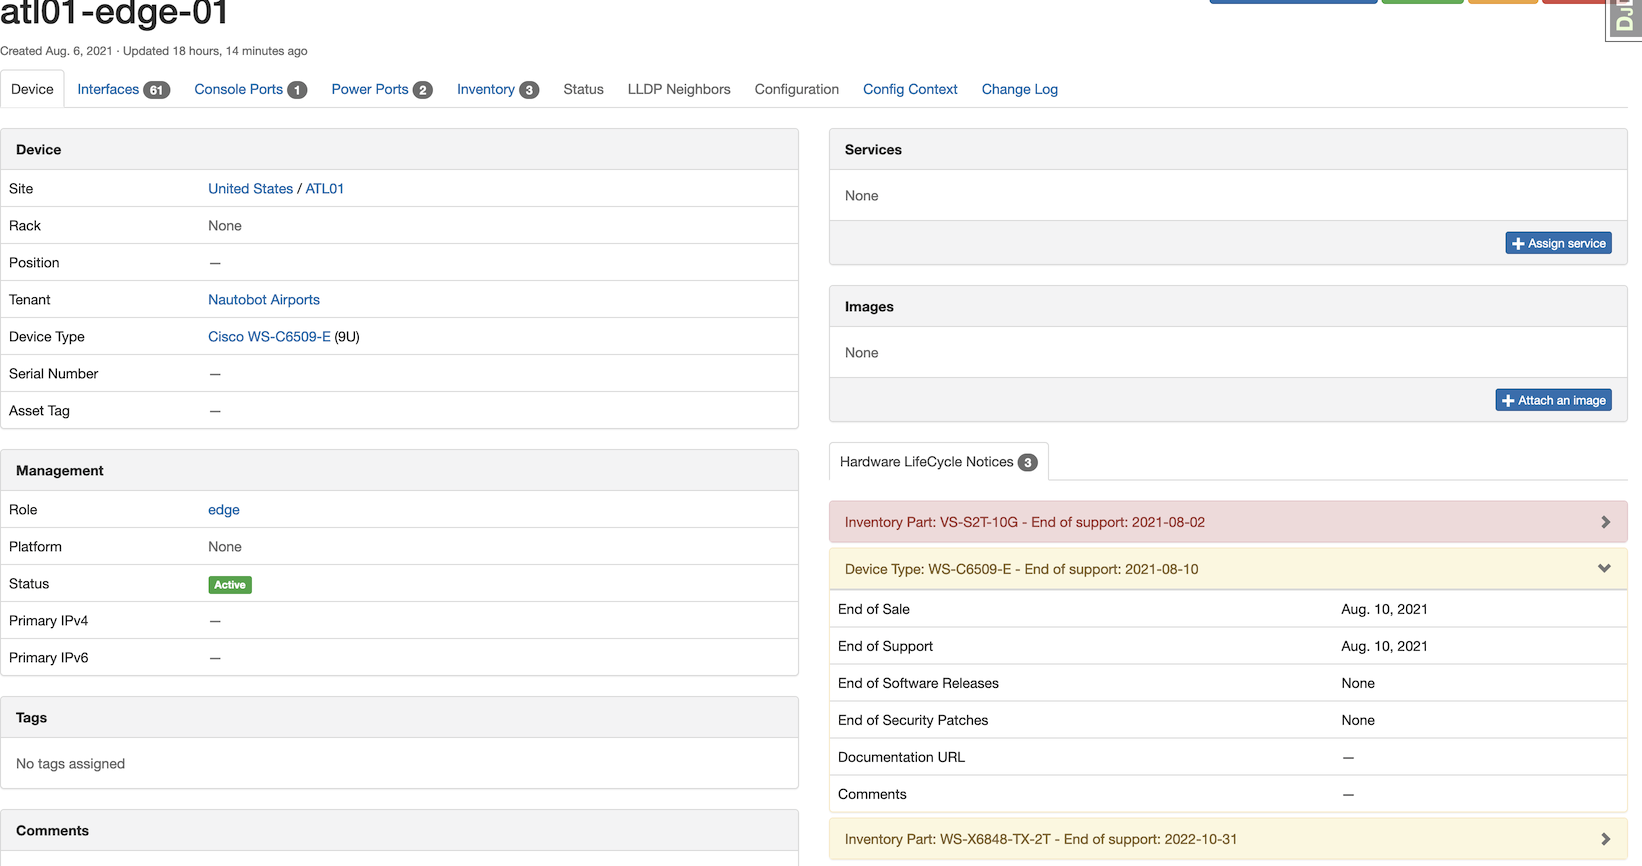 atl01-edge-01
Created Aug. 6, 2021 · Updated 18 hours, 14 minutes ago
Device Interfaces 61 Console Ports 1 Power Ports 2 Inventory 3 Status LLDP Neighbors Configuration Config Context Change Log
Device
Site United States / ATL01
Rack None
Position —
Tenant Nautobot Airports
Device Type Cisco WS-C6509-E (9U)
Serial Number —
Asset Tag —
Management
Role edge
Platform None
Status Active
Primary IPv4 —
Primary IPv6 —
Tags
No tags assigned
Comments
Services
None
+ Assign service
Images
None
+ Attach an image
Hardware LifeCycle Notices 3
Inventory Part: VS-S2T-10G - End of support: 2021-08-02
Device Type: WS-C6509-E - End of support: 2021-08-10
End of Sale Aug. 10, 2021
End of Support Aug. 10, 2021
End of Software Releases None
End of Security Patches None
Documentation URL —
Comments —
Inventory Part: WS-X6848-TX-2T - End of support: 2022-10-31